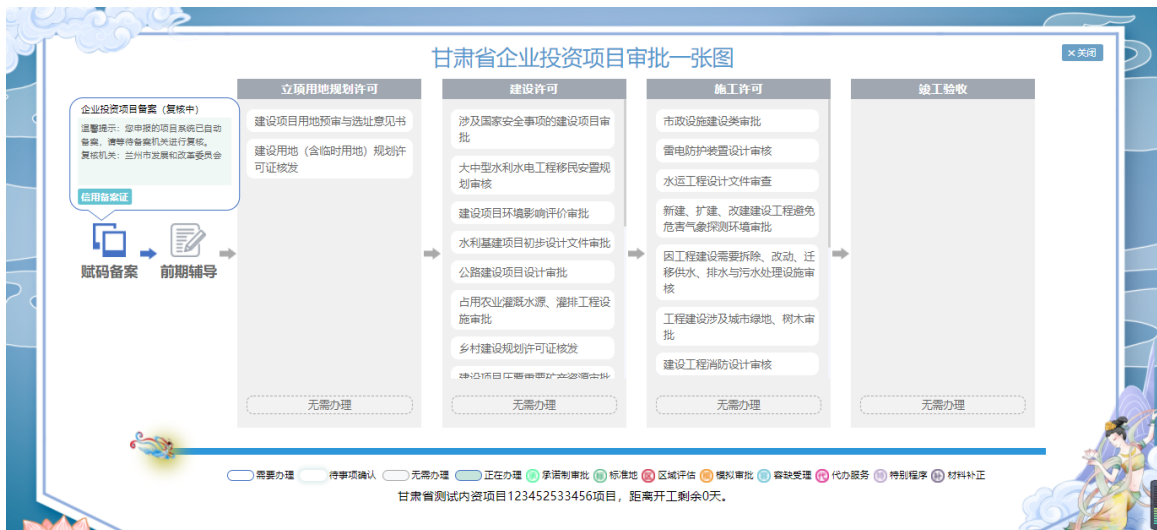 甘肃省企业投资项目审批一张图
×关闭
企业投资项目备案（复核中）
温馨提示：您申报的项目系统已自动
备案，请等待备案机关进行复核。
复核机关：兰州市发展和改革委员会
信用备案证
赋码备案
前期辅导
立项用地规划许可
建设项目用地预审与选址意见书
建设用地（含临时用地）规划许
可证核发
无需办理
建设许可
涉及国家安全事项的建设项目审
批
大中型水利水电工程移民安置规
划审核
建设项目环境影响评价审批
水利基建项目初步设计文件审批
公路建设项目设计审批
占用农业灌溉水源、灌排工程设
施审批
乡村建设规划许可证核发
建设项目压覆重要矿产资源审批
无需办理
施工许可
市政设施建设类审批
雷电防护装置设计审核
水运工程设计文件审查
新建、扩建、改建建设工程避免
危害气象探测环境审批
因工程建设需要拆除、改动、迁
移供水、排水与污水处理设施审
核
工程建设涉及城市绿地、树木审
批
建设工程消防设计审核
无需办理
竣工验收
无需办理
需要办理 待事项确认 无需办理 正在办理 承诺制审批 标准地 区域评估 模拟审批 容缺受理 代办服务 特别程序 材料补正
甘肃省测试内资项目123452533456项目，距离开工剩余0天。